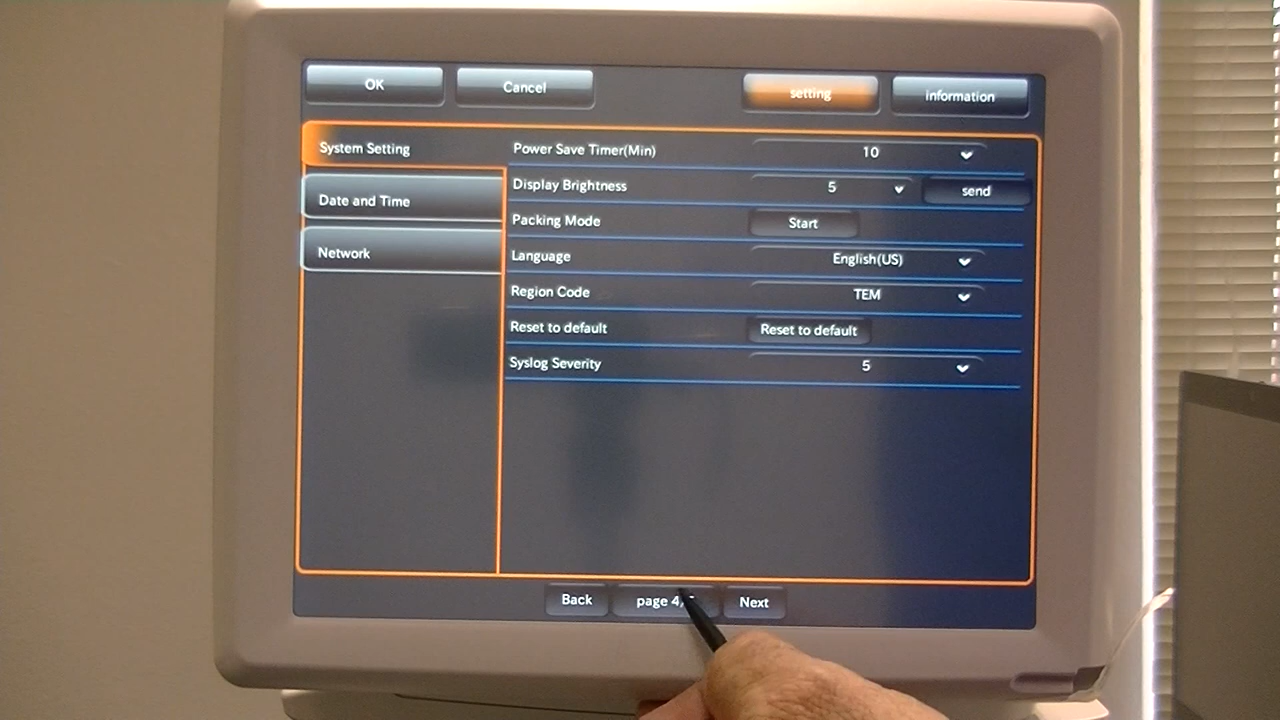 OK Cancel setting information
System Setting Power Save Timer(Min) 10
Display Brightness 5 send
Date and Time
Packing Mode Start
Network Language English(US)
Region Code TEM
Reset to default Reset to default
Syslog Severity 5
Back page 4/ Next